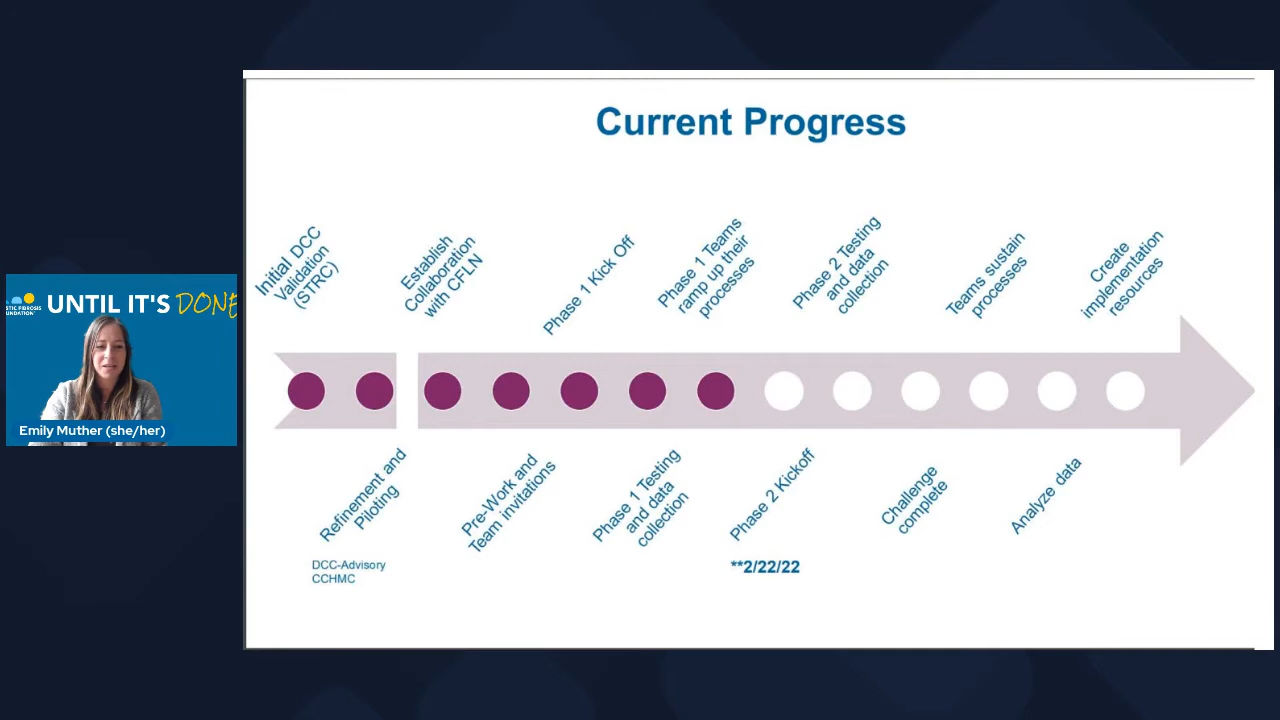 Current Progress
Initial DCC
Validation
(STRC)
Establish
Collaboration
with CFLN
Phase 1 Kick Off
Phase 1 Teams
ramp up their
processes
Phase 2 Testing
and data
collection
Teams sustain
processes
Create
implementation
resources
Refinement and
Piloting
Pre-Work and
Team invitations
Phase 1 Testing
and data
collection
Phase 2 Kickoff
Challenge
complete
Analyze data
DCC-Advisory
CCHMC
**2/22/22
STIC FIBROSIS
UNDATION
UNTIL IT'S DONE
Emily Muther (she/her)